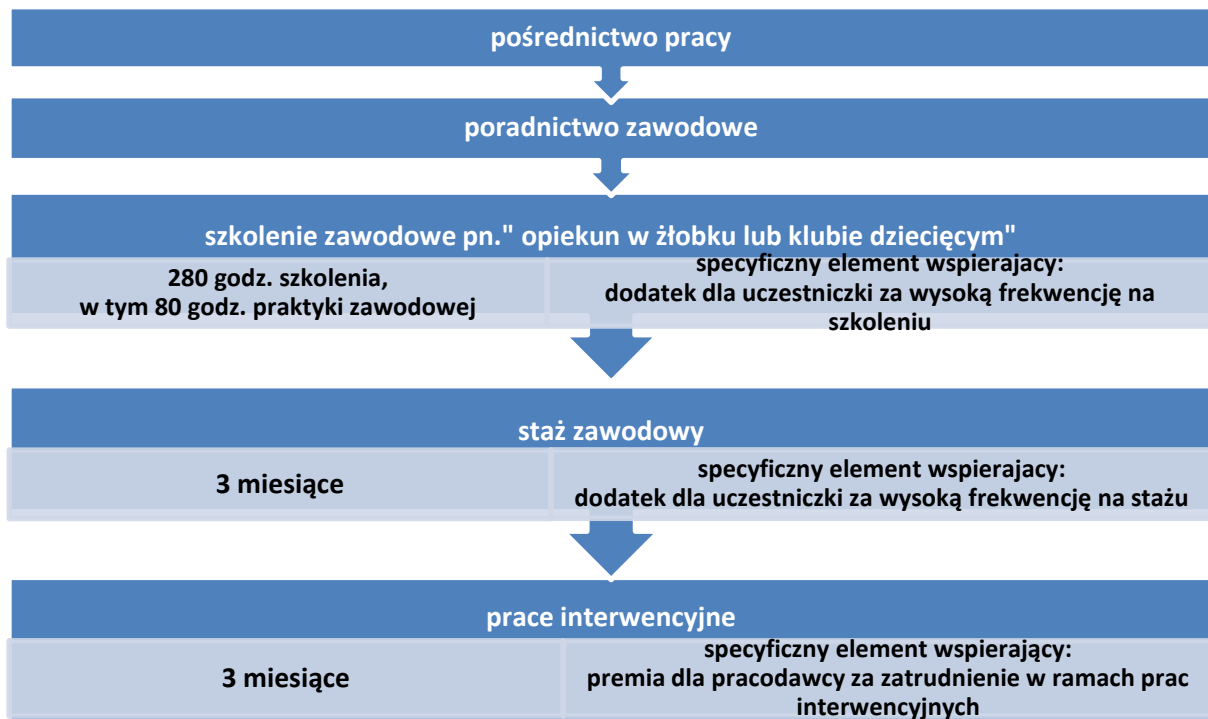 pośrednictwo pracy
poradnictwo zawodowe
szkolenie zawodowe pn." opiekun w żłobku lub klubie dziecięcym"
280 godz. szkolenia,
w tym 80 godz. praktyki zawodowej
specyficzny element wspierajacy:
dodatek dla uczestniczki za wysoką frekwencję na
szkoleniu
staż zawodowy
3 miesiące
specyficzny element wspierajacy:
dodatek dla uczestniczki za wysoką frekwencję na stażu
prace interwencyjne
3 miesiące
specyficzny element wspierający:
premia dla pracodawcy za zatrudnienie w ramach prac
interwencyjnych